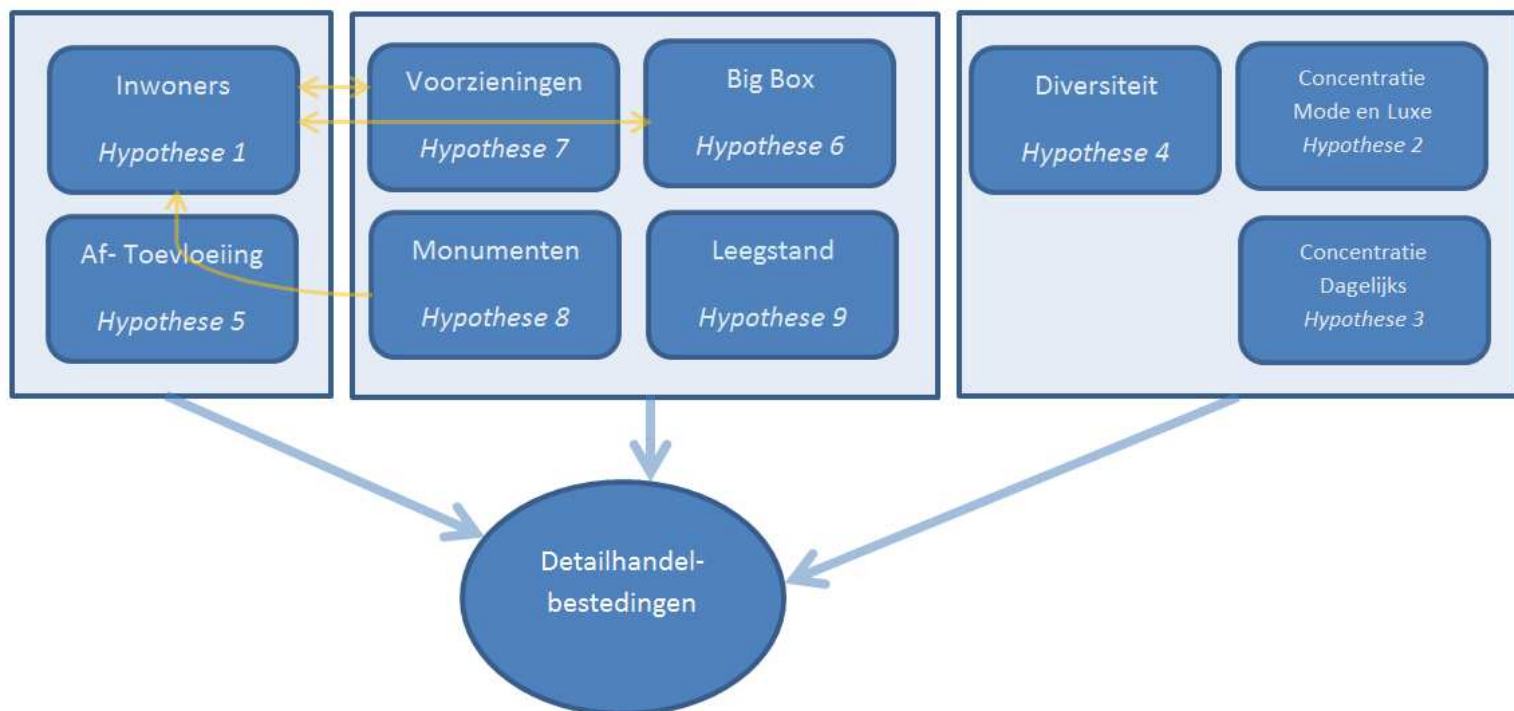 Inwoners
Hypothese 1
Af- Toevloeiing
Hypothese 5
Voorzieningen
Hypothese 7
Big Box
Hypothese 6
Monumenten
Hypothese 8
Leegstand
Hypothese 9
Diversiteit
Hypothese 4
Concentratie
Mode en Luxe
Hypothese 2
Concentratie
Dagelijks
Hypothese 3
Detailhandel-
bestedingen